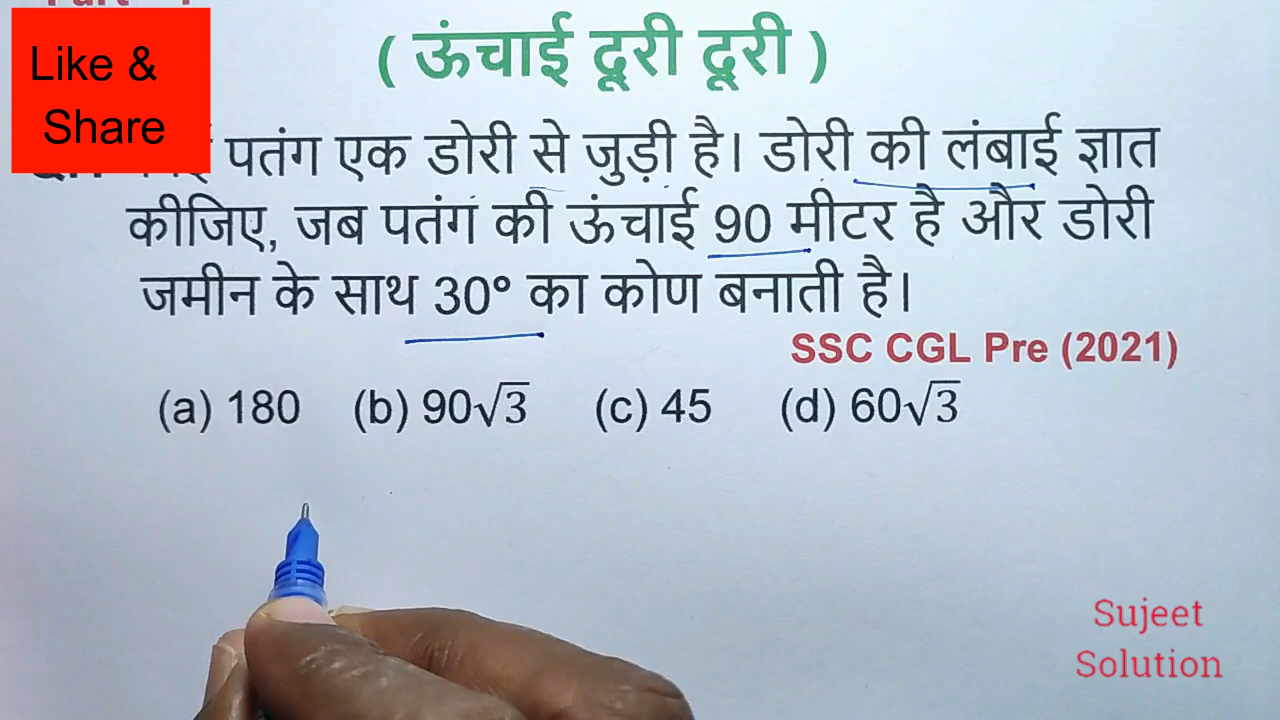 Like &
Share
( ऊंचाई दूरी दूरी )
पतंग एक डोरी से जुड़ी है। डोरी की लंबाई ज्ञात
कीजिए, जब पतंग की ऊंचाई 90 मीटर है और डोरी
जमीन के साथ 30° का कोण बनाती है।
SSC CGL Pre (2021)
(a) 180 (b) 90√3 (c) 45 (d) 60√3
Sujeet
Solution